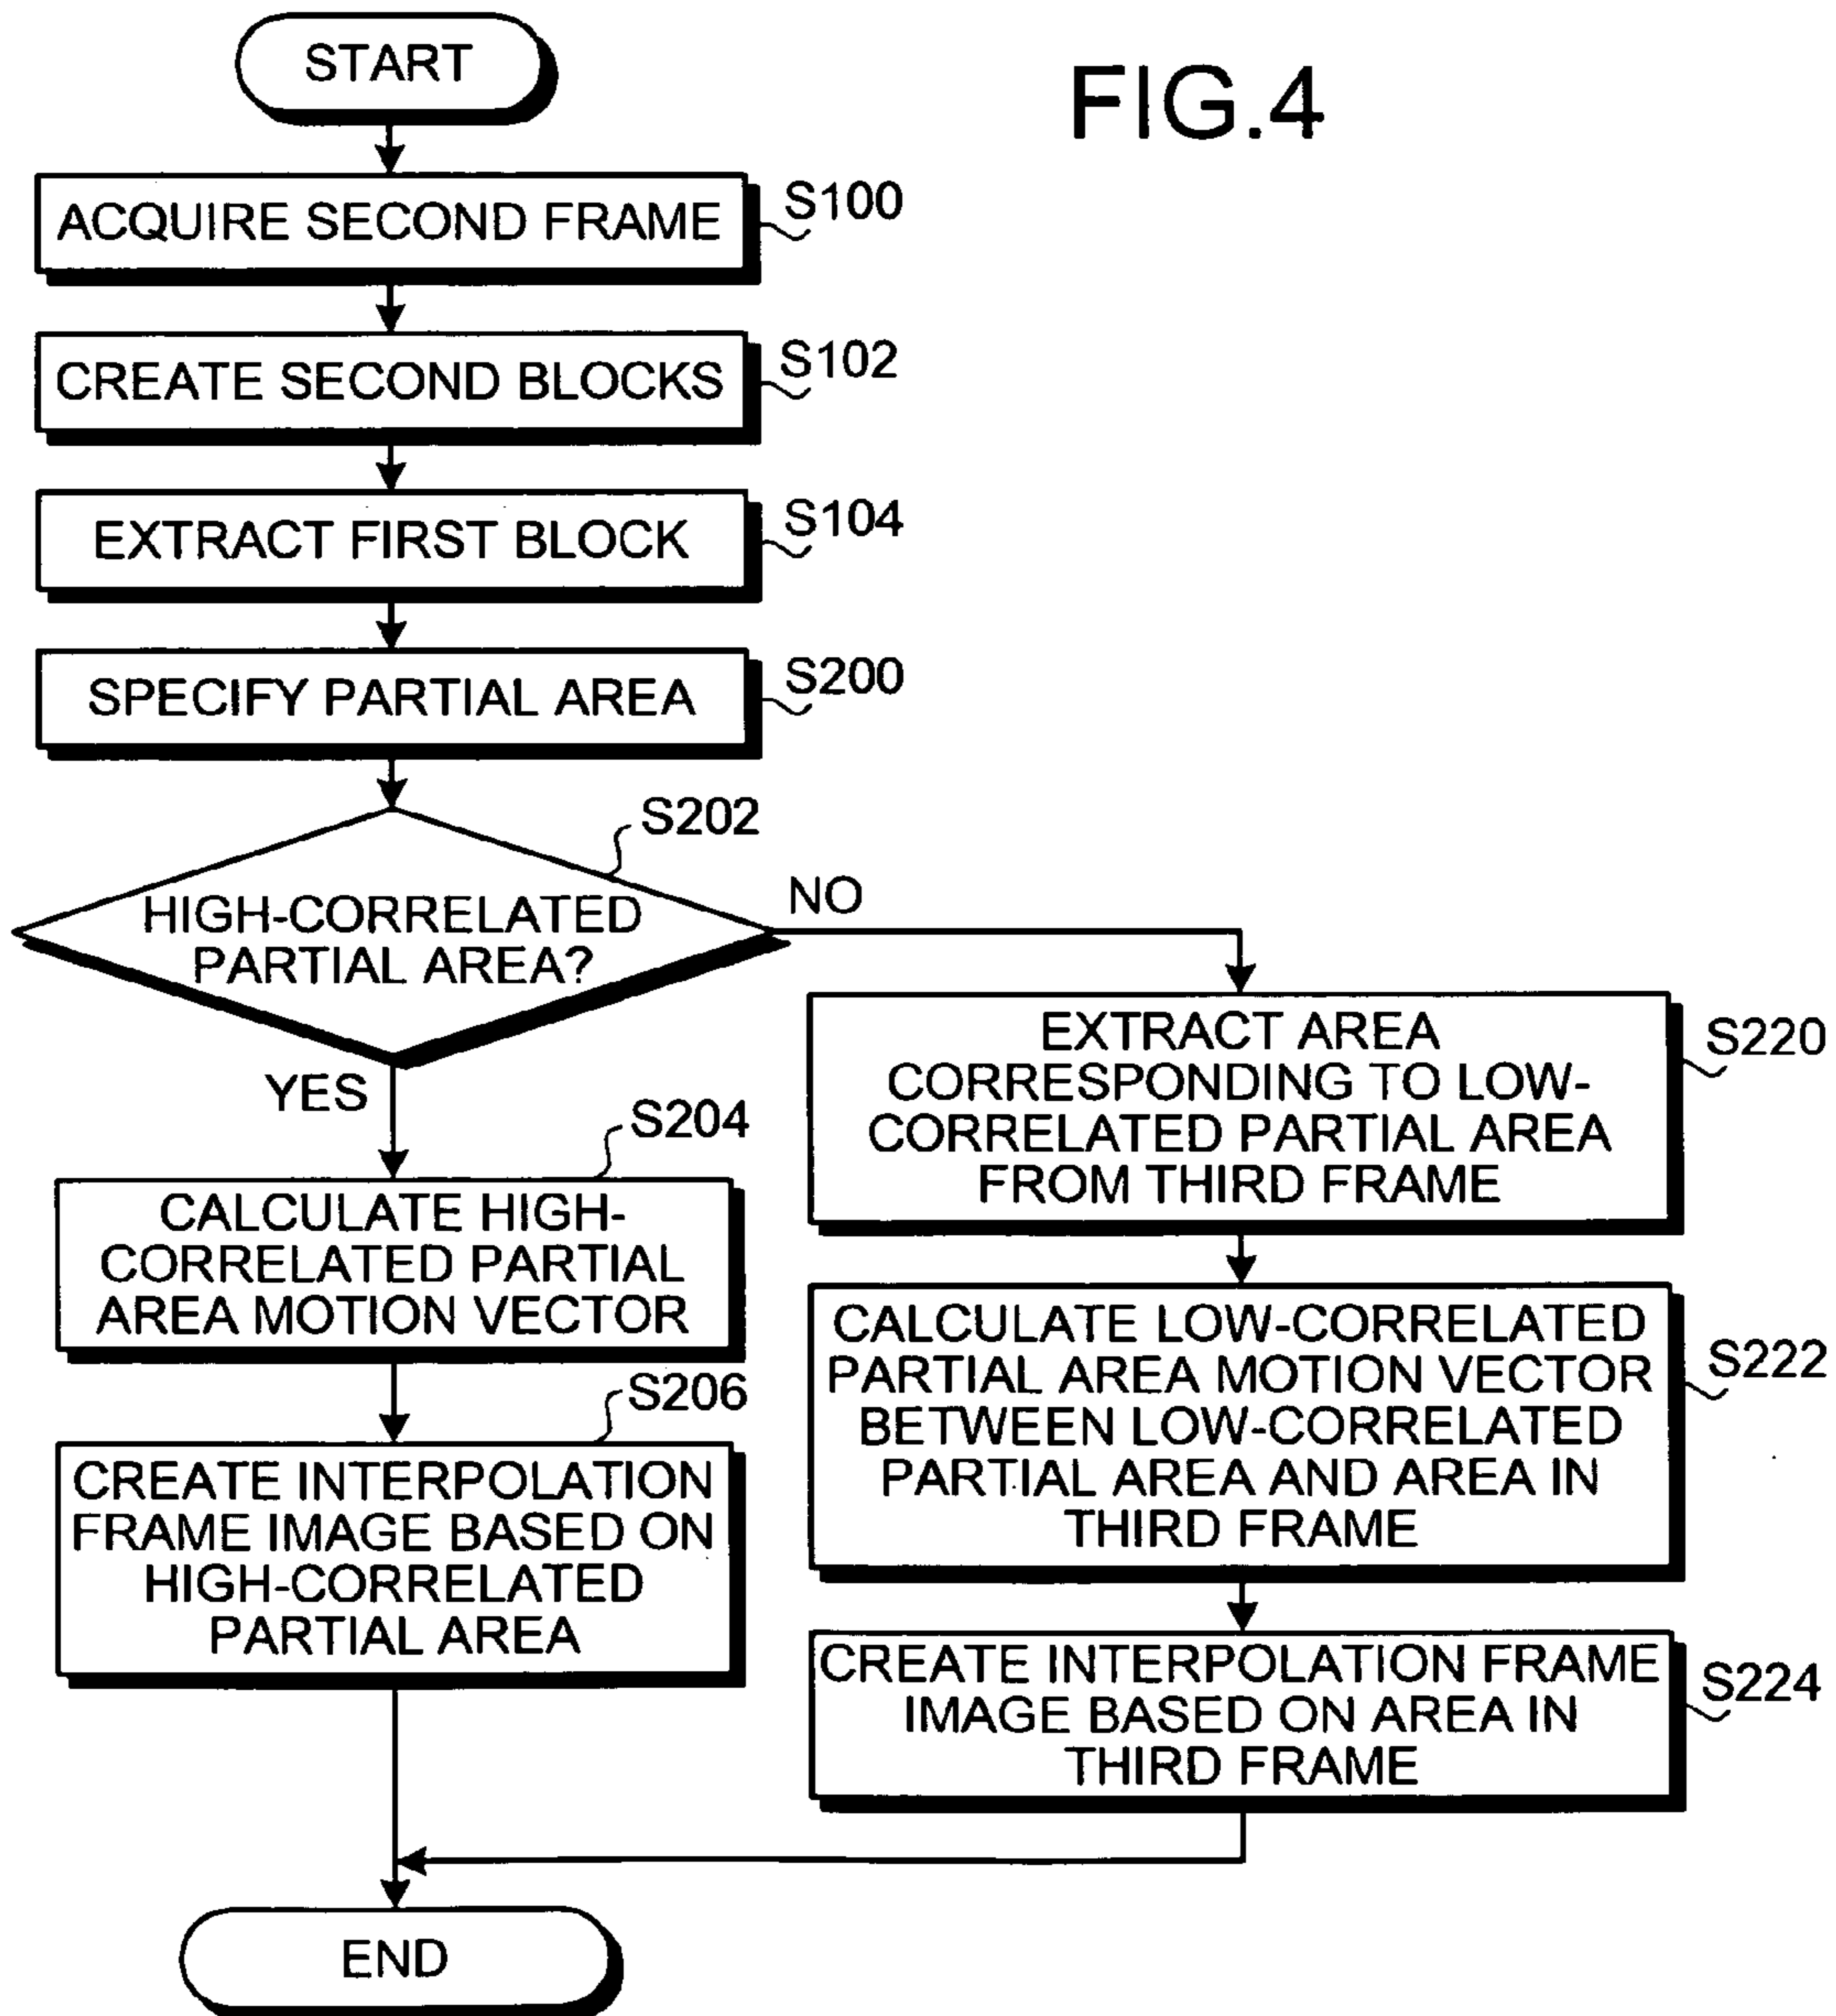 FIG.4
START
ACQUIRE SECOND FRAME
S100
CREATE SECOND BLOCKS
S102
EXTRACT FIRST BLOCK
S104
SPECIFY PARTIAL AREA
S200
S202
HIGH-CORRELATED
PARTIAL AREA?
NO
YES
S204
CALCULATE HIGH-
CORRELATED PARTIAL
AREA MOTION VECTOR
S206
CREATE INTERPOLATION
FRAME IMAGE BASED ON
HIGH-CORRELATED
PARTIAL AREA
EXTRACT AREA
CORRESPONDING TO LOW-
CORRELATED PARTIAL AREA
FROM THIRD FRAME
S220
CALCULATE LOW-CORRELATED
PARTIAL AREA MOTION VECTOR
BETWEEN LOW-CORRELATED
PARTIAL AREA AND AREA IN
THIRD FRAME
S222
CREATE INTERPOLATION FRAME
IMAGE BASED ON AREA IN
THIRD FRAME
S224
END